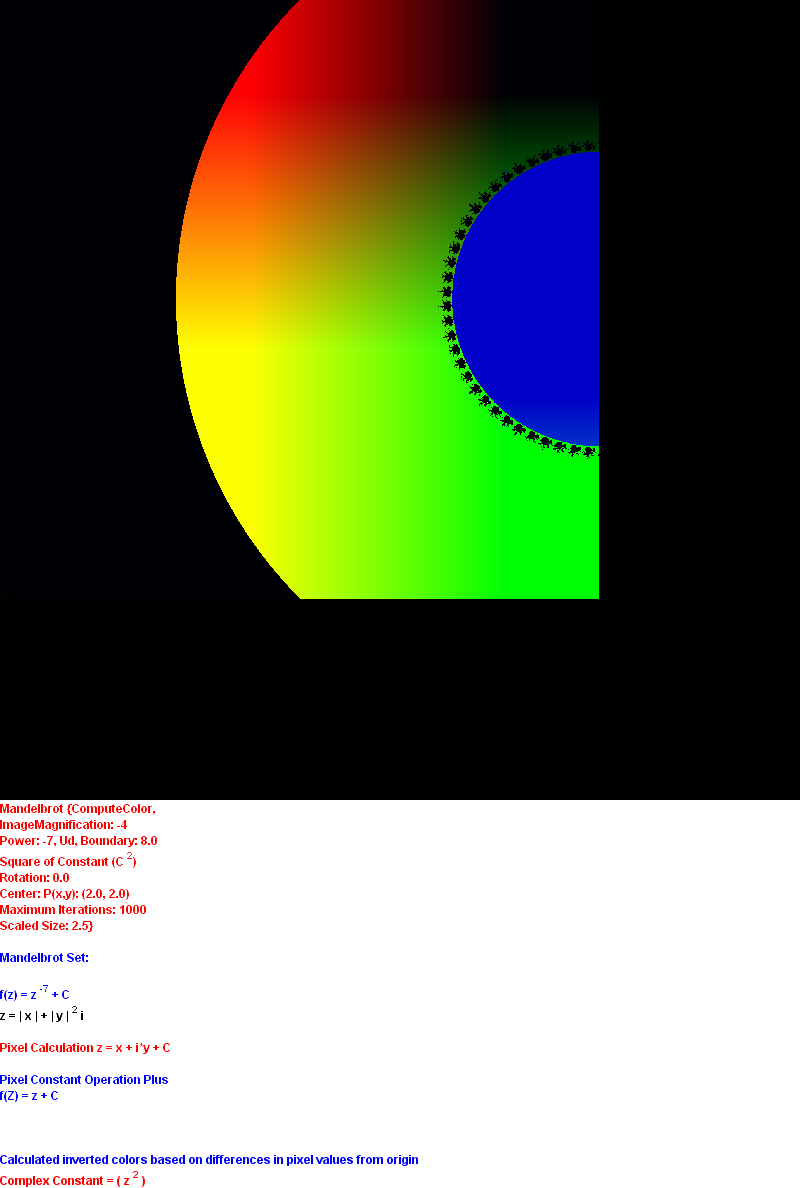 Mandelbrot {ComputeColor,
ImageMagnification: -4
Power: -7, Ud, Boundary: 8.0
Square of Constant (C 2)
Rotation: 0.0
Center: P(x,y): (2.0, 2.0)
Maximum Iterations: 1000
Scaled Size: 2.5}
Mandelbrot Set:
f(z) = z -7 + C
z = | x | + | y | 2 i
Pixel Calculation z = x + i*y + C
Pixel Constant Operation Plus
f(Z) = z + C
Calculated inverted colors based on differences in pixel values from origin
Complex Constant = ( z 2 )